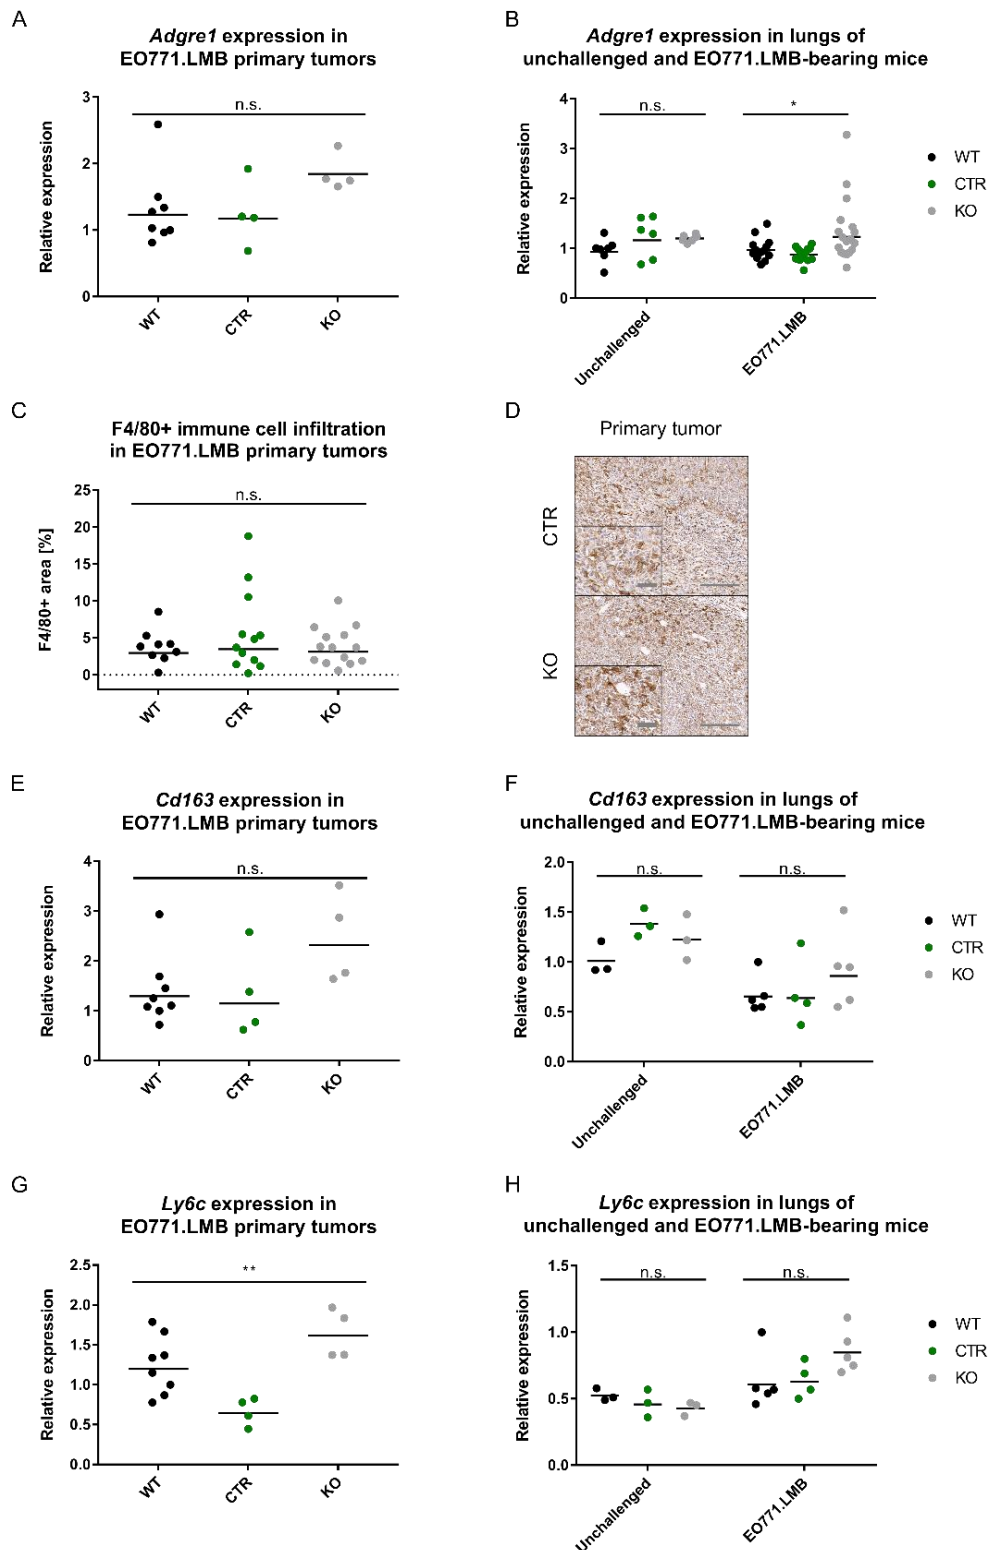 A
Adgre1 expression in
EO771.LMB primary tumors
Relative expression
3
2
1
0
n.s.
WT
CTR
KO
B
Adgre1 expression in lungs of
unchallenged and EO771.LMB-bearing mice
Relative expression
4
3
2
1
0
n.s.
*
Unchallenged
EO771.LMB
WT
CTR
KO
C
F4/80+ immune cell infiltration
in EO771.LMB primary tumors
F4/80+ area [%]
25
20
15
10
5
0
n.s.
WT
CTR
KO
D
Primary tumor
CTR
KO
E
Cd163 expression in
EO771.LMB primary tumors
Relative expression
4
3
2
1
0
n.s.
WT
CTR
KO
F
Cd163 expression in lungs of
unchallenged and EO771.LMB-bearing mice
Relative expression
2.0
1.5
1.0
0.5
0.0
n.s.
n.s.
Unchallenged
EO771.LMB
WT
CTR
KO
G
Ly6c expression in
EO771.LMB primary tumors
Relative expression
2.5
2.0
1.5
1.0
0.5
0.0
**
WT
CTR
KO
H
Ly6c expression in lungs of
unchallenged and EO771.LMB-bearing mice
Relative expression
1.5
1.0
0.5
0.0
n.s.
n.s.
Unchallenged
EO771.LMB
WT
CTR
KO